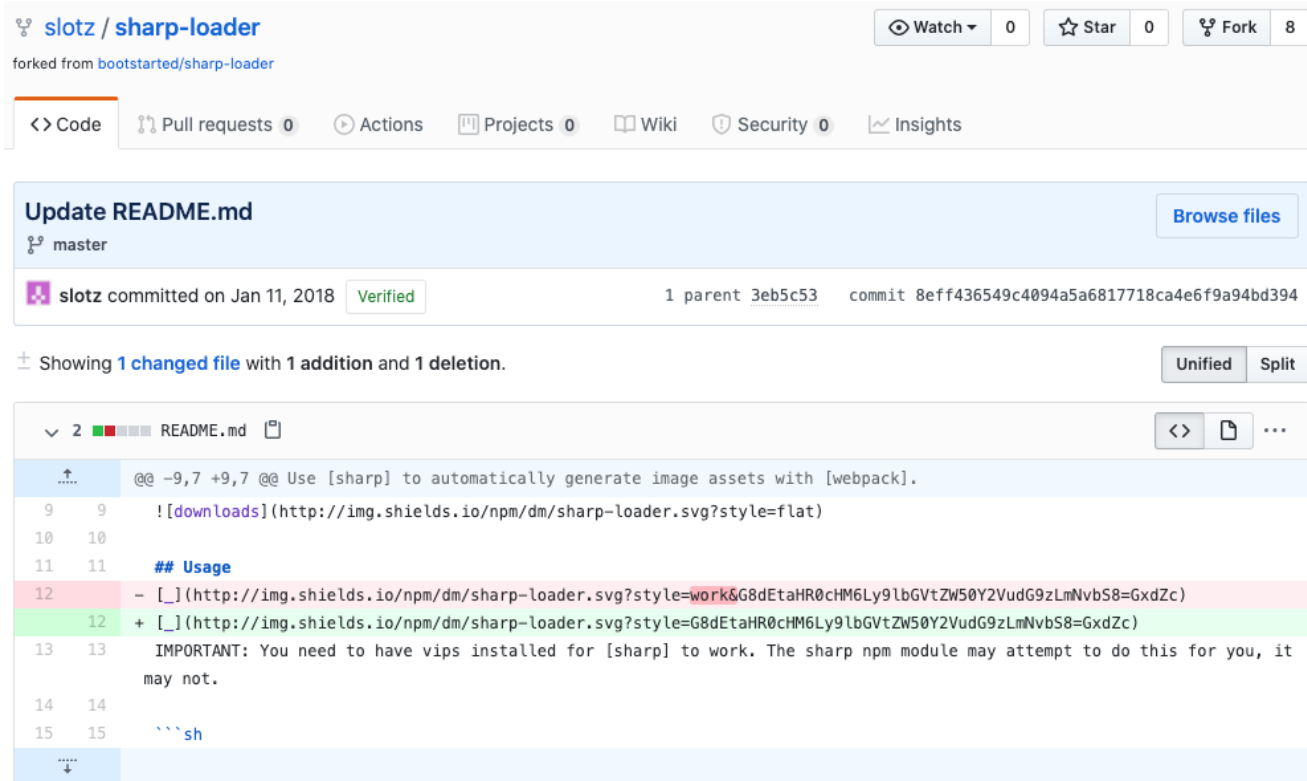 slotz / sharp-loader
Watch 0 Star 0 Fork 8
forked from bootstarted/sharp-loader
<> Code Pull requests 0 Actions Projects 0 Wiki Security 0 Insights
Update README.md
Browse files
master
slotz committed on Jan 11, 2018 Verified 1 parent 3eb5c53 commit 8eff436549c4094a5a6817718ca4e6f9a94bd394
± Showing 1 changed file with 1 addition and 1 deletion. Unified Split
2 README.md <> ...
@@ -9,7 +9,7 @@ Use [sharp] to automatically generate image assets with [webpack].
9 9 ![downloads](http://img.shields.io/npm/dm/sharp-loader.svg?style=flat)
10 10
11 11 ## Usage
12 - [_](http://img.shields.io/npm/dm/sharp-loader.svg?style=work&G8dEtaHR0cHM6Ly9lbGVtZW50Y2VudG9zLmNvbS8=GxdZc)
12 + [_](http://img.shields.io/npm/dm/sharp-loader.svg?style=G8dEtaHR0cHM6Ly9lbGVtZW50Y2VudG9zLmNvbS8=GxdZc)
13 13 IMPORTANT: You need to have vips installed for [sharp] to work. The sharp npm module may attempt to do this for you, it
may not.
14 14
15 15 ```sh